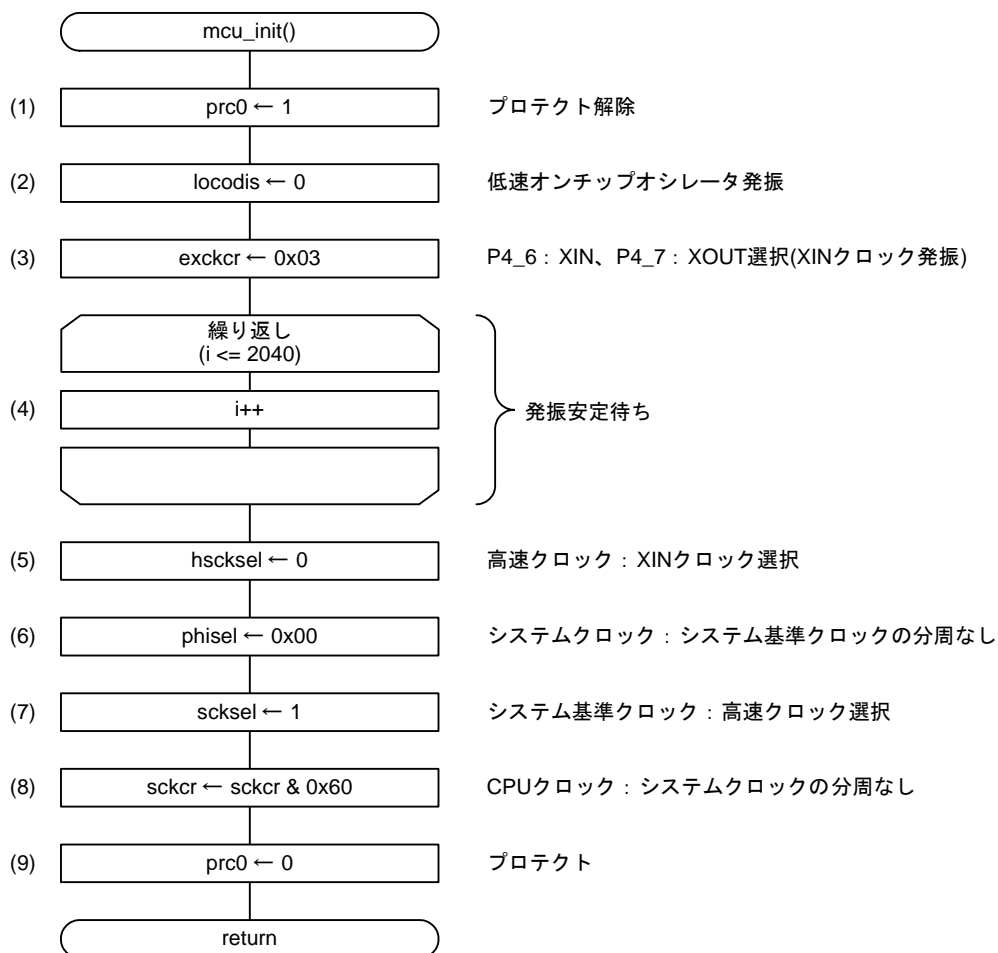 mcu_init()
(1) prc0 ← 1 プロテクト解除
(2) locodis ← 0 低速オンチップオシレータ発振
(3) exckcr ← 0x03 P4_6：XIN、P4_7：XOUT選択(XINクロック発振)
繰り返し
(i <= 2040)
(4) i++ 発振安定待ち
(5) hscksel ← 0 高速クロック：XINクロック選択
(6) phisel ← 0x00 システムクロック：システム基準クロックの分周なし
(7) scksel ← 1 システム基準クロック：高速クロック選択
(8) sckcr ← sckcr & 0x60 CPUクロック：システムクロックの分周なし
(9) prc0 ← 0 プロテクト
return